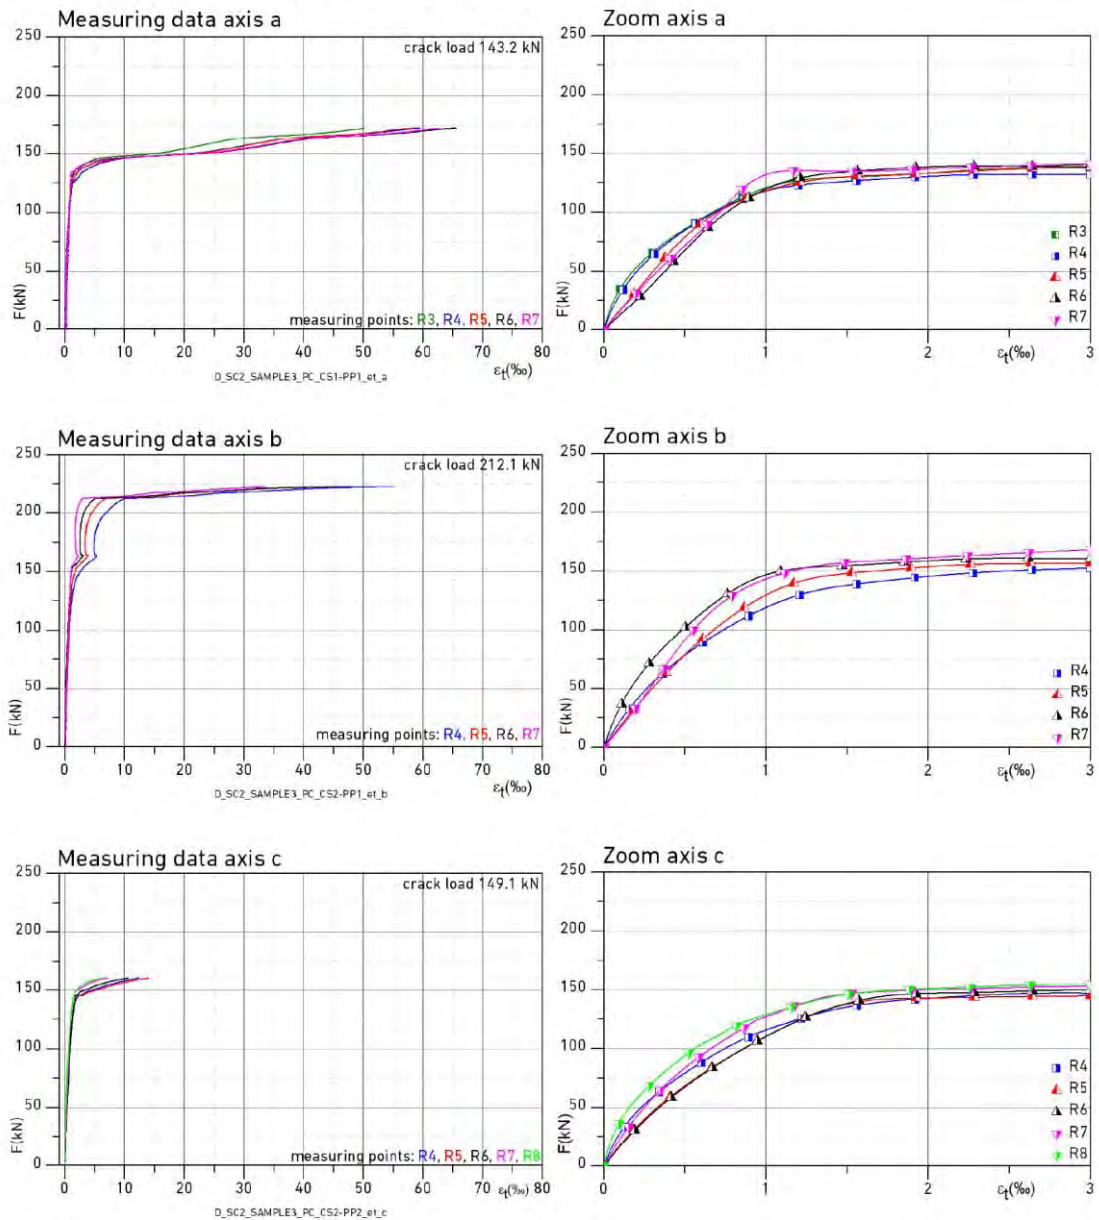 Measuring data axis a
crack load 143.2 kN
250
200
150
100
50
0
F(kN)
measuring points: R3, R4, R5, R6, R7
0 10 20 30 40 50 60 70 80
εt(‰)
D_SC2_SAMPLE3_PC_CS1-PP1_et_a
Zoom axis a
250
200
150
100
50
0
F(kN)
R3
R4
R5
R6
R7
0 1 2 3
εt(‰)
Measuring data axis b
crack load 212.1 kN
250
200
150
100
50
0
F(kN)
measuring points: R4, R5, R6, R7
0 10 20 30 40 50 60 70 80
εt(‰)
D_SC2_SAMPLE3_PC_CS2-PP1_et_b
Zoom axis b
250
200
150
100
50
0
F(kN)
R4
R5
R6
R7
0 1 2 3
εt(‰)
Measuring data axis c
crack load 149.1 kN
250
200
150
100
50
0
F(kN)
measuring points: R4, R5, R6, R7, R8
0 10 20 30 40 50 60 70 80
εt(‰)
D_SC2_SAMPLE3_PC_CS2-PP2_et_c
Zoom axis c
250
200
150
100
50
0
F(kN)
R4
R5
R6
R7
R8
0 1 2 3
εt(‰)